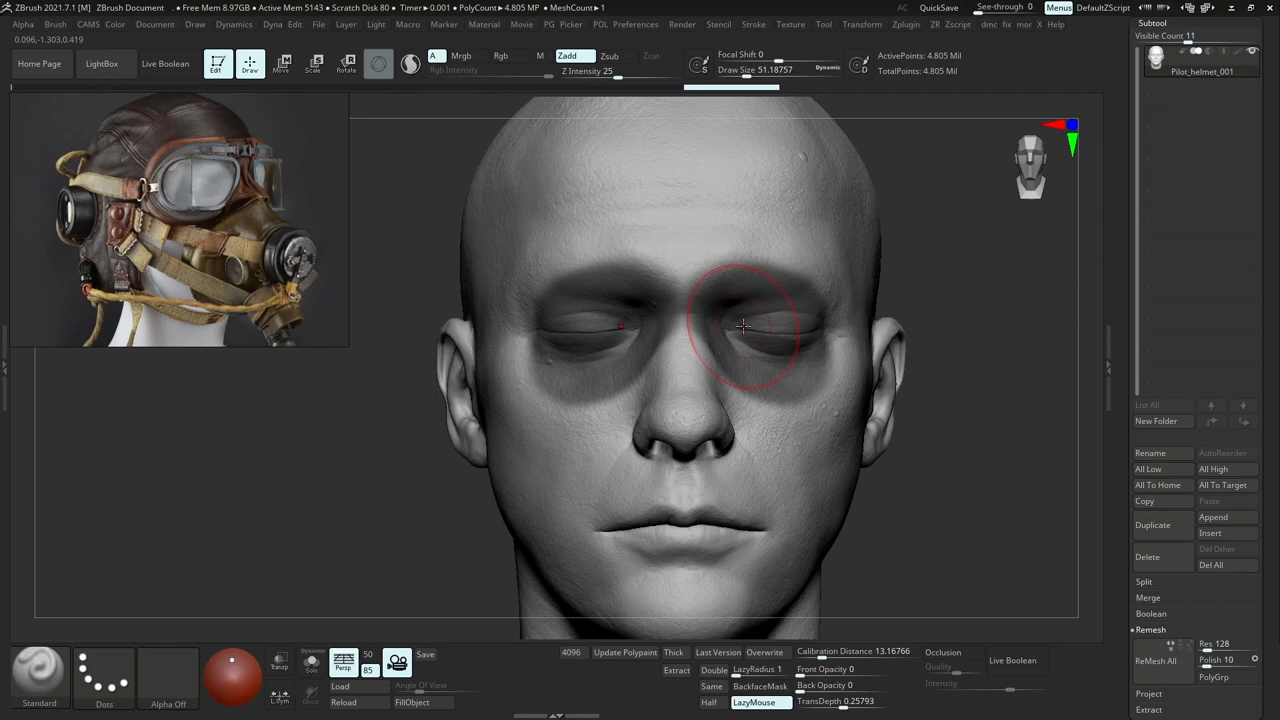 ZBrush 2021.7.1 [M] ZBrush Document . • Free Mem 8.97GB • Active Mem 5143 • Scratch Disk 80 • Timer▸0.001 • PolyCount▸4.805 MP • MeshCount▸1 AC QuickSave See-through 0 Menus DefaultZScript
Alpha Brush CAMS Color Document Draw Dynamics Dyna Edit File Layer Light Macro Marker Material Movie PG Picker POL Preferences Render Stencil Stroke Texture Tool Transform Zplugin ZR Zscript dmc fix mor X Help
0.096,-1.303,0.419
Home Page LightBox Live Boolean Edit Draw Move Scale Rotate A Mrgb Rgb M Zadd Zsub Zcut
Rgb Intensity Z Intensity 25
Focal Shift 0
Draw Size 51.18757 Dynamic
S D
ActivePoints: 4.805 Mil
TotalPoints: 4.805 Mil
Subtool
Visible Count 11
Pilot_helmet_001
List All
New Folder
Rename AutoReorder
All Low All High
All To Home All To Target
Copy Paste
Duplicate Append
Insert
Delete Del Other
Del All
Split
Merge
Boolean
Remesh
ReMesh All Res 128
Polish 10
PolyGrp
Project
Extract
Standard Dots Alpha Off
Transp
L.fym
Dynamic
Solo
Ghost
Persp
50
85
Save
Load
Reload
Angle Of View
FillObject
4096 Update Polypaint Thick Last Version Overwrite Calibration Distance 13.16766
Extract Double LazyRadius 1 Front Opacity 0
Same BackfaceMask Back Opacity 0
Half LazyMouse TransDepth 0.25793
Occlusion
Quality
Intensity
Live Boolean